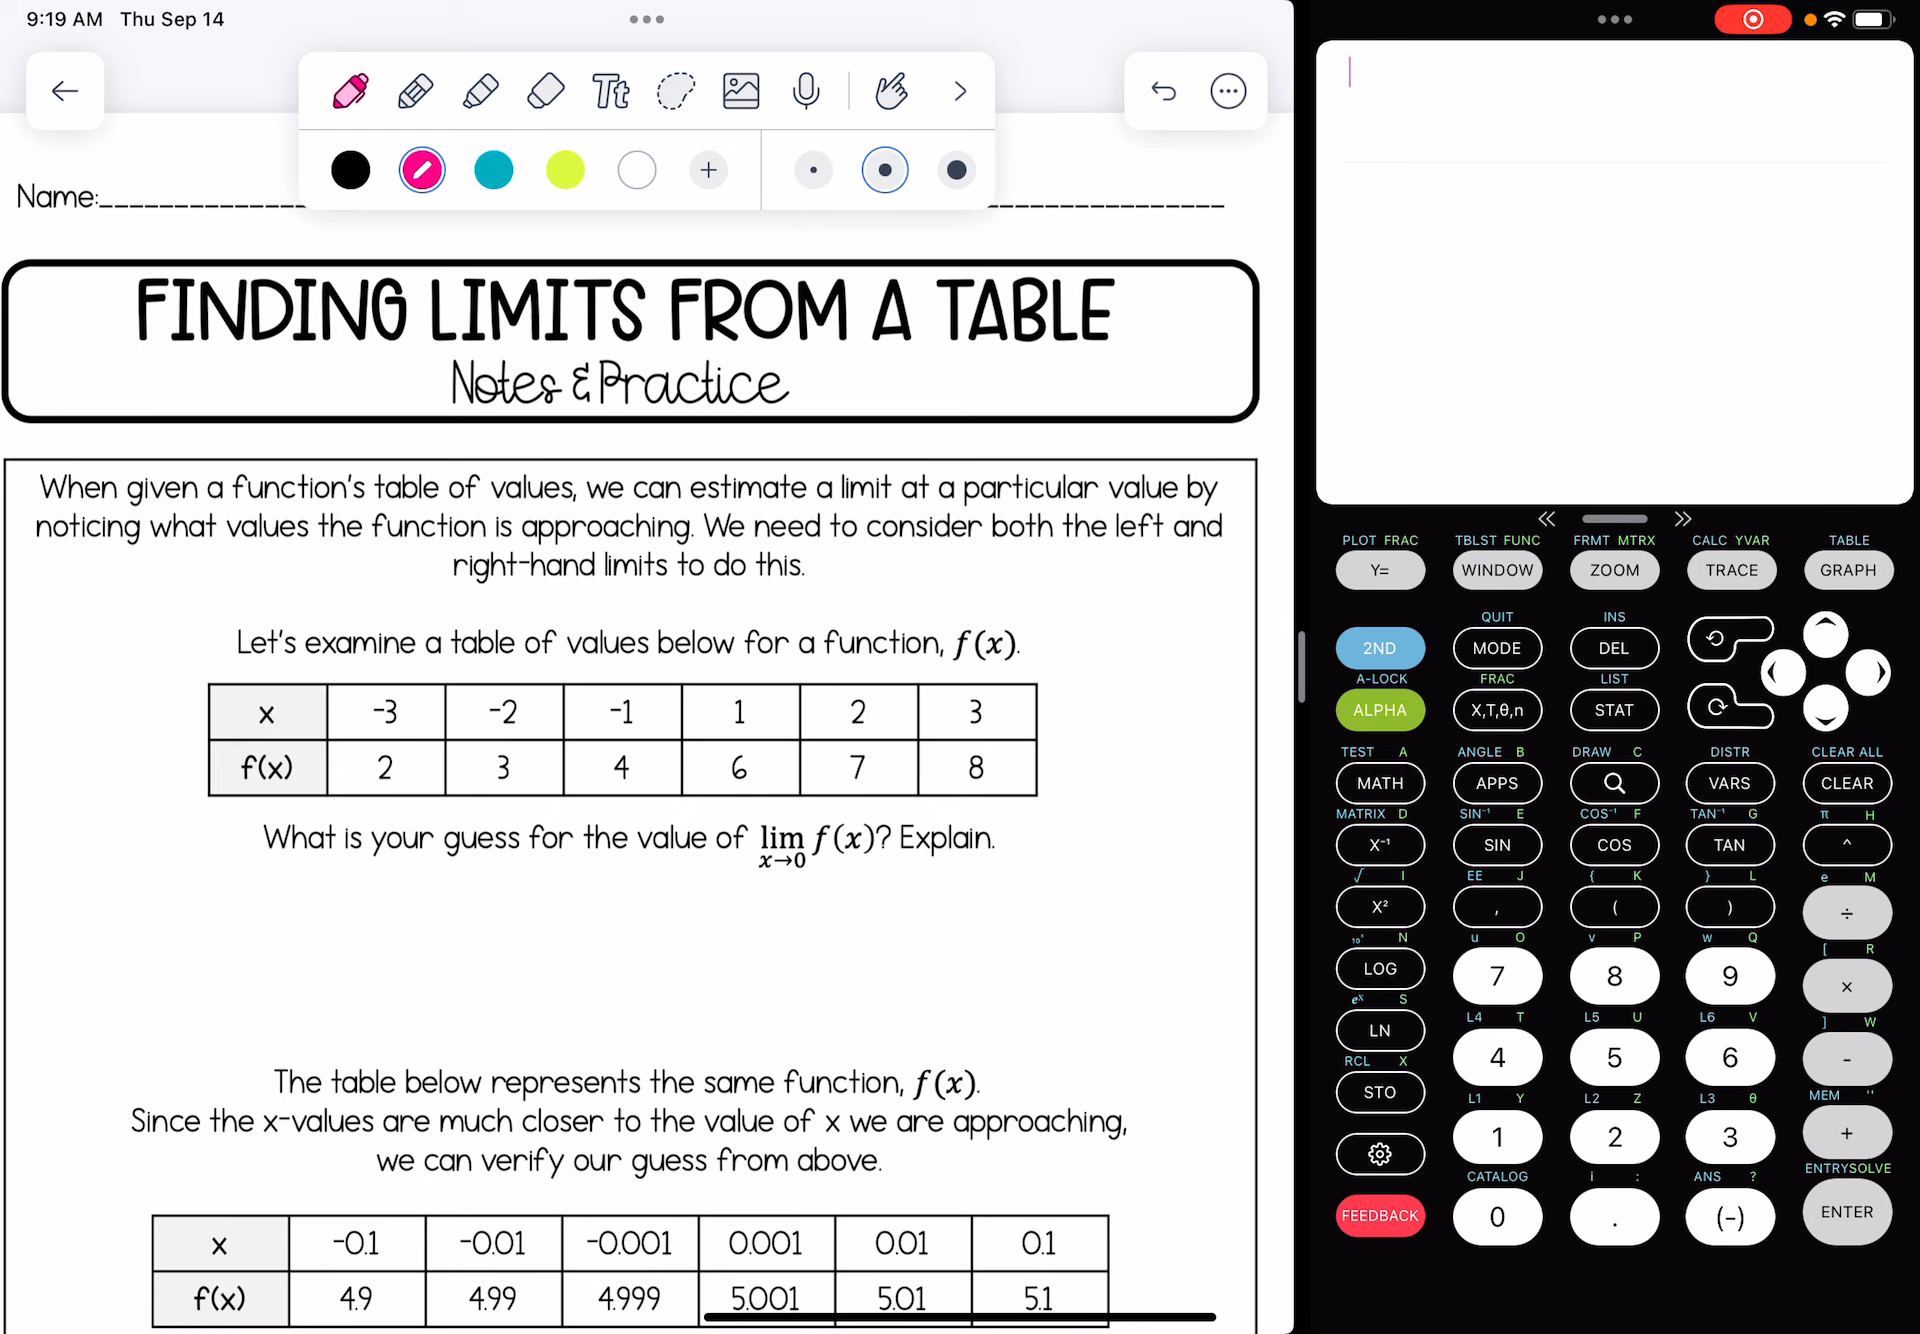 9:19 AM Thu Sep 14
Tt
Name:
FINDING LIMITS FROM A TABLE
Notes & Practice
When given a function's table of values, we can estimate a limit at a particular value by
noticing what values the function is approaching. We need to consider both the left and
right-hand limits to do this.
Let's examine a table of values below for a function, f(x).
x -3 -2 -1 1 2 3
f(x) 2 3 4 6 7 8
What is your guess for the value of lim f(x)? Explain.
x→0
The table below represents the same function, f(x).
Since the x-values are much closer to the value of x we are approaching,
we can verify our guess from above.
x -0.1 -0.01 -0.001 0.001 0.01 0.1
f(x) 4.9 4.99 4.999 5.001 5.01 5.1
PLOT FRAC TBLST FUNC FRMT MTRX CALC YVAR TABLE
Y= WINDOW ZOOM TRACE GRAPH
QUIT INS
2ND MODE DEL
A-LOCK FRAC LIST
ALPHA X,T,θ,n STAT
TEST A ANGLE B DRAW C DISTR CLEAR ALL
MATH APPS VARS CLEAR
MATRIX D SIN⁻¹ E COS⁻¹ F TAN⁻¹ G π H
X⁻¹ SIN COS TAN ^
√ I EE J { K } L e M
X² , ( ) ÷
10ˣ N u O v P w Q [ R
LOG 7 8 9 ×
eˣ S L4 T L5 U L6 V ] W
LN 4 5 6 -
RCL X L1 Y L2 Z L3 θ MEM "
STO 1 2 3 +
CATALOG i : ANS ? ENTRY SOLVE
FEEDBACK 0 . (-) ENTER